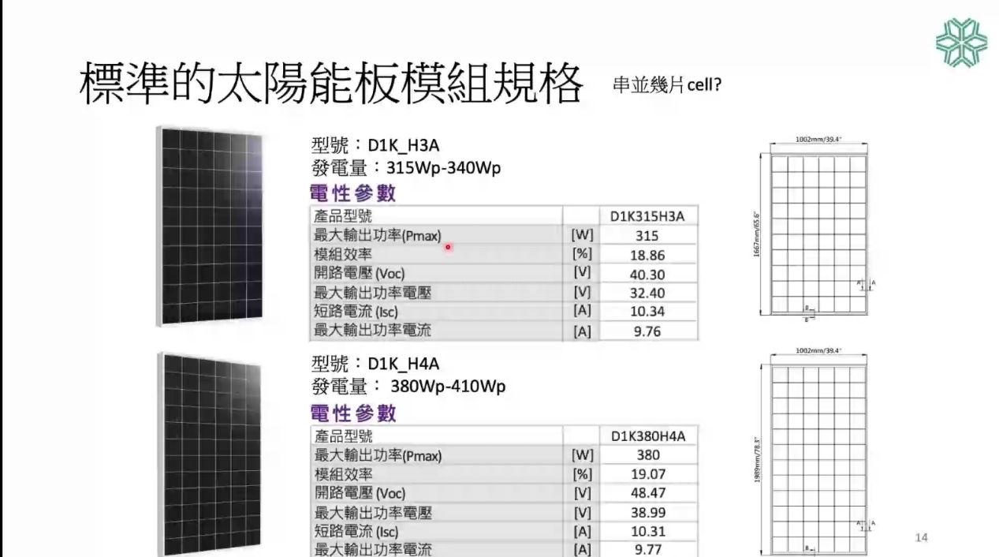 標準的太陽能板模組規格
串並幾片cell?
型號：D1K_H3A
發電量：315Wp-340Wp
電性參數
產品型號 D1K315H3A
最大輸出功率(Pmax) [W] 315
模組效率 [%] 18.86
開路電壓 (Voc) [V] 40.30
最大輸出功率電壓 [V] 32.40
短路電流 (Isc) [A] 10.34
最大輸出功率電流 [A] 9.76
1002mm/39.4"
1667mm/65.6"
A A
B
B
型號：D1K_H4A
發電量： 380Wp-410Wp
電性參數
產品型號 D1K380H4A
最大輸出功率(Pmax) [W] 380
模組效率 [%] 19.07
開路電壓 (Voc) [V] 48.47
最大輸出功率電壓 [V] 38.99
短路電流 (Isc) [A] 10.31
最大輸出功率電流 [A] 9.77
1002mm/39.4"
1989mm/78.3"
A A
B
14